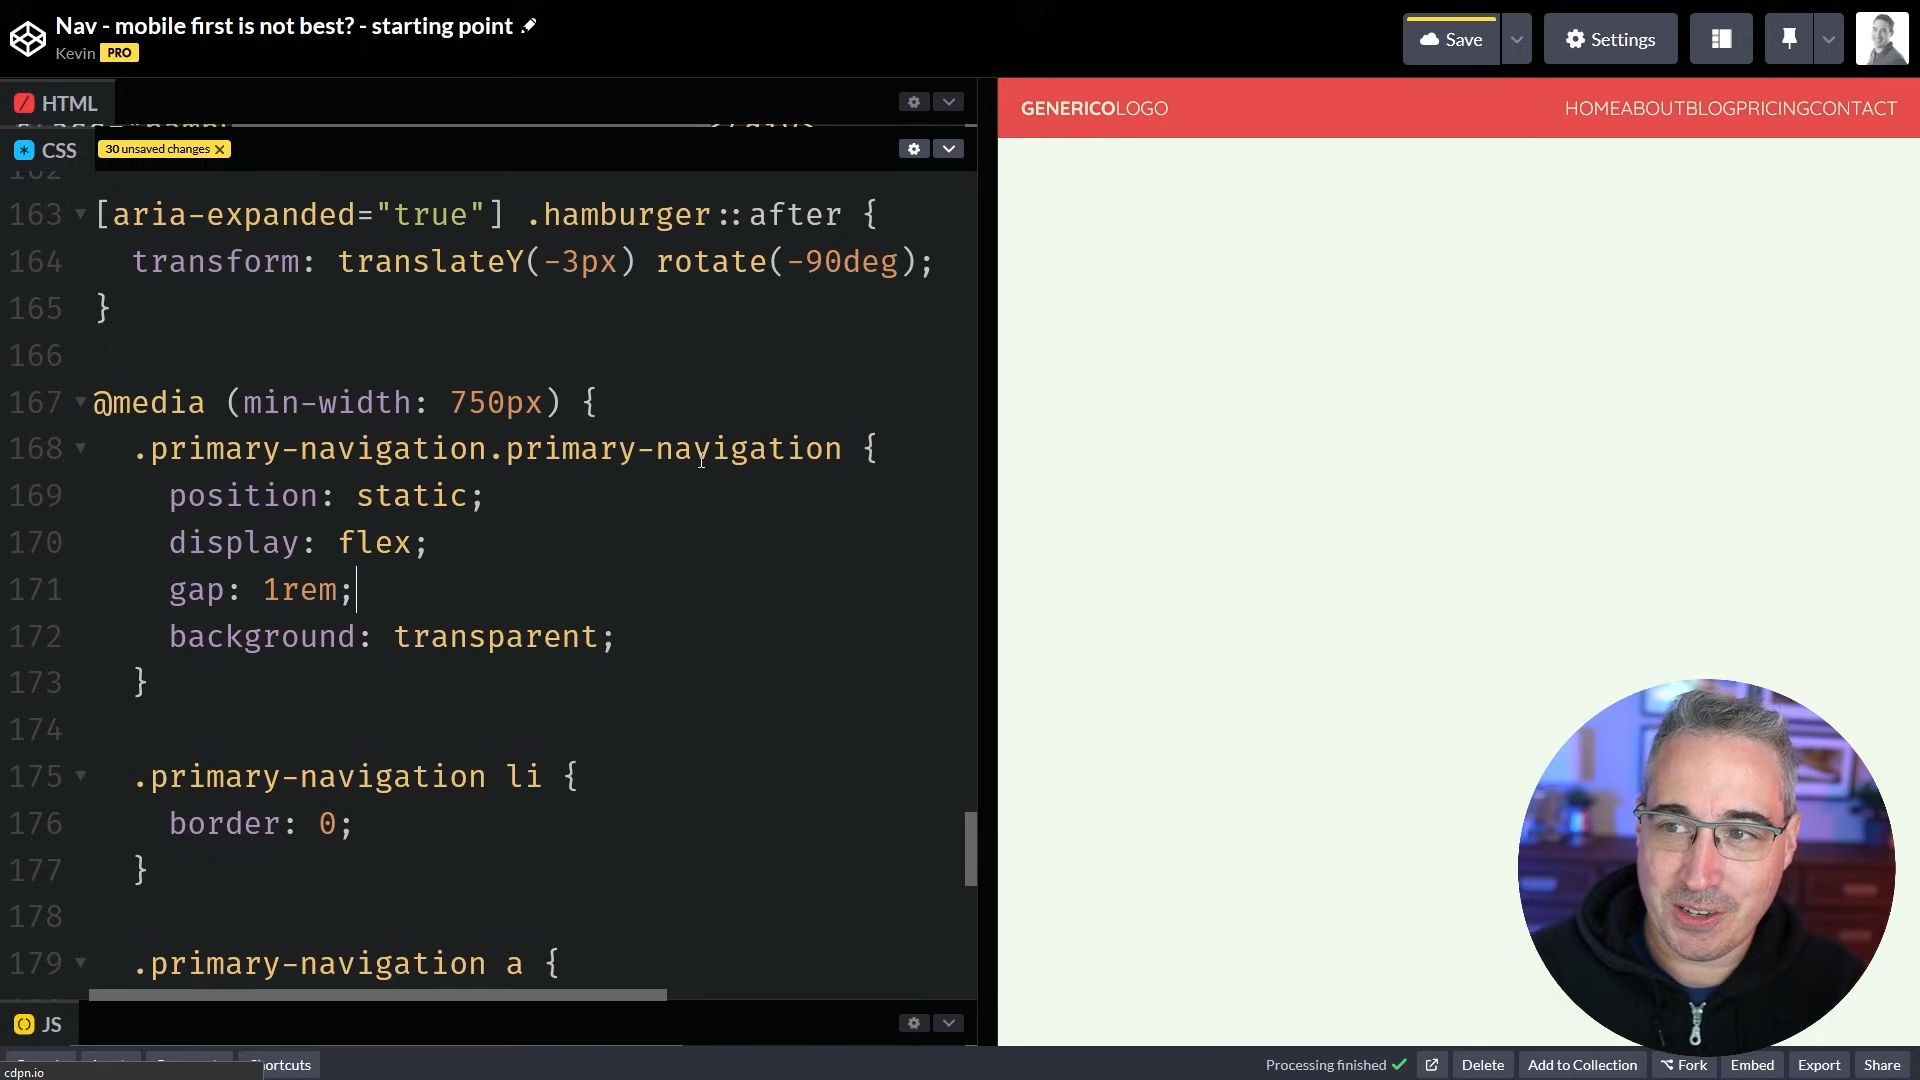 Nav - mobile first is not best? - starting point
Kevin PRO
Save
Settings
HTML
CSS
30 unsaved changes
162
163 [aria-expanded="true"] .hamburger::after {
164 transform: translateY(-3px) rotate(-90deg);
165 }
166
167 @media (min-width: 750px) {
168 .primary-navigation.primary-navigation {
169 position: static;
170 display: flex;
171 gap: 1rem;
172 background: transparent;
173 }
174
175 .primary-navigation li {
176 border: 0;
177 }
178
179 .primary-navigation a {
JS
GENERICOLOGO
HOMEABOUTBLOGPRICINGCONTACT
cdpn.io
ortcuts
Processing finished
Delete
Add to Collection
Fork
Embed
Export
Share